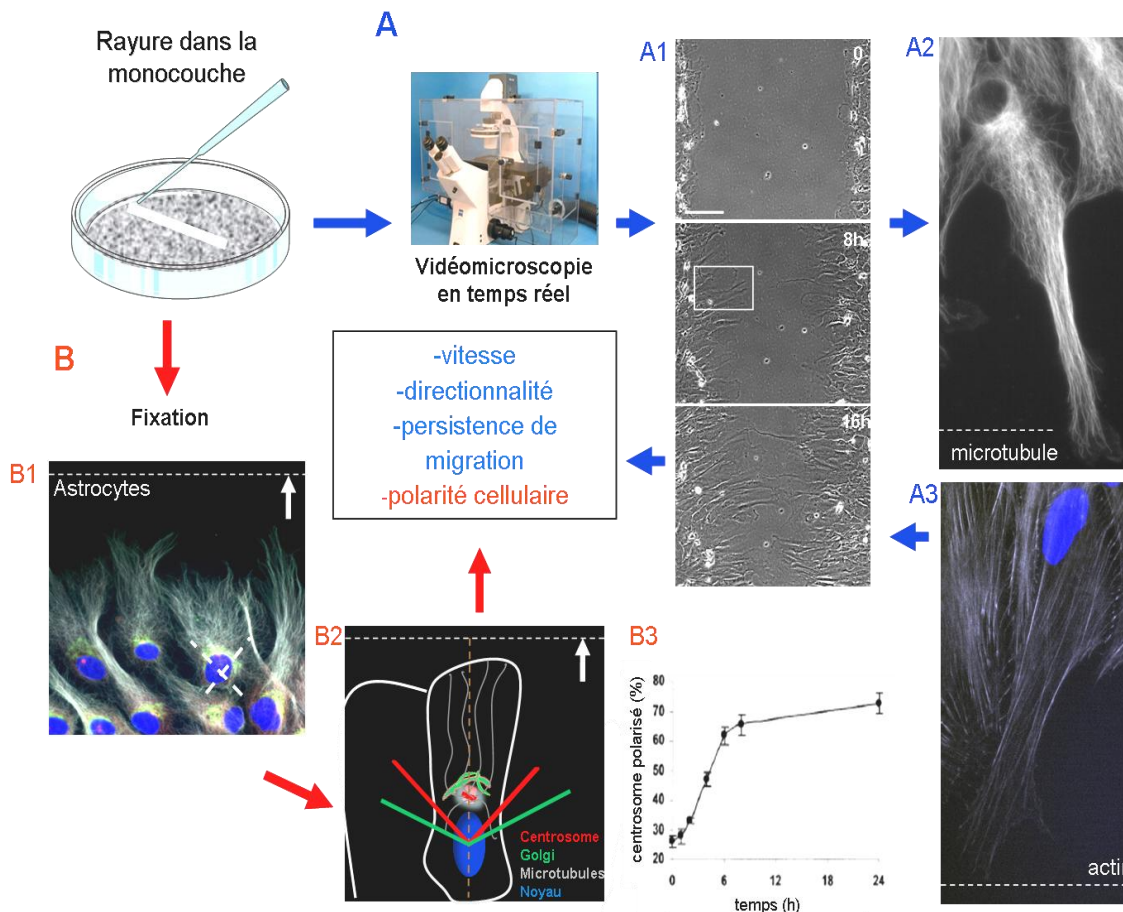 Rayure dans la
monocouche
A
Vidéomicroscopie
en temps réel
A1
0
8h
16h
A2
microtubule
A3
actin
-vitesse
-directionnalité
-persistence de
migration
-polarité cellulaire
B
Fixation
B1
Astrocytes
B2
Centrosome
Golgi
Microtubules
Noyau
B3
centrosome polarisé (%)
80
70
60
50
40
30
20
0
6
12
18
24
temps (h)